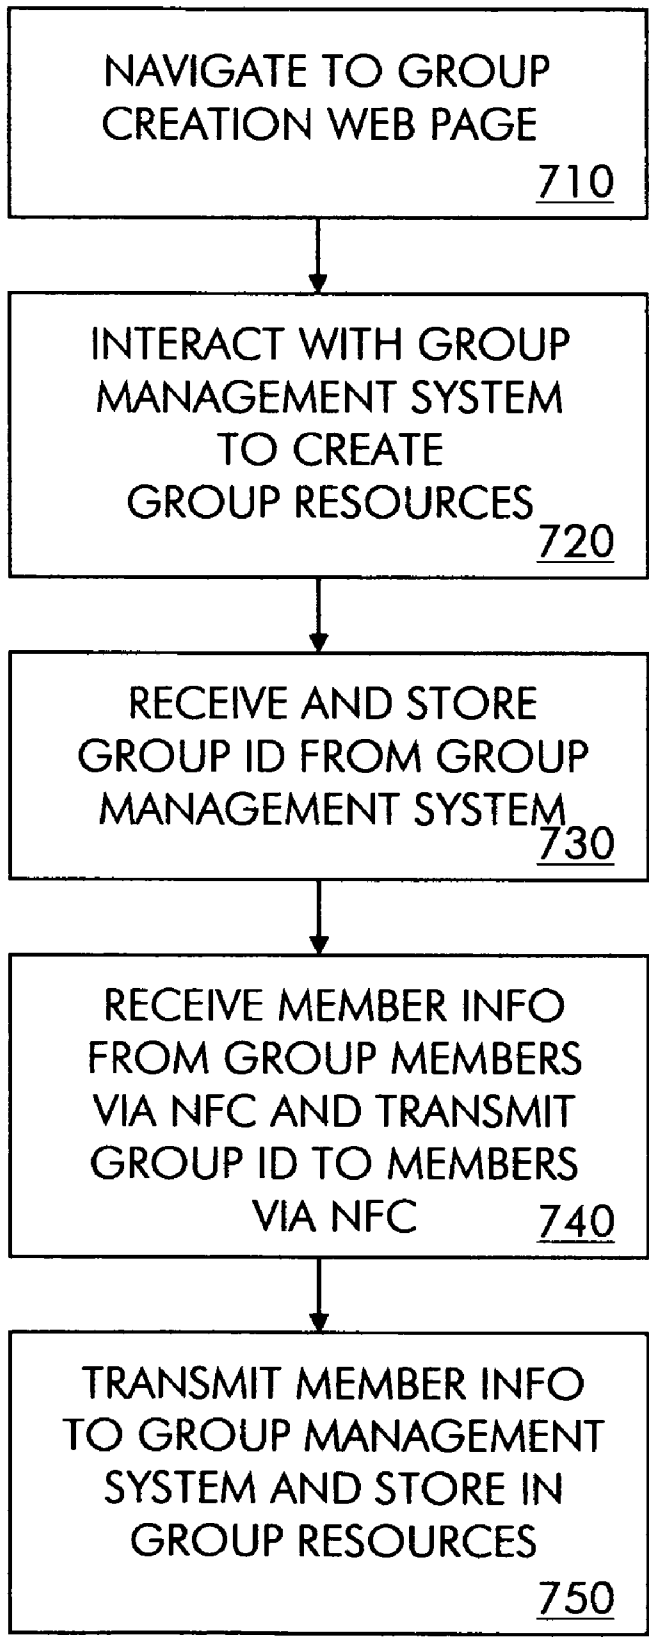 NAVIGATE TO GROUP
CREATION WEB PAGE
710
INTERACT WITH GROUP
MANAGEMENT SYSTEM
TO CREATE
GROUP RESOURCES
720
RECEIVE AND STORE
GROUP ID FROM GROUP
MANAGEMENT SYSTEM
730
RECEIVE MEMBER INFO
FROM GROUP MEMBERS
VIA NFC AND TRANSMIT
GROUP ID TO MEMBERS
VIA NFC
740
TRANSMIT MEMBER INFO
TO GROUP MANAGEMENT
SYSTEM AND STORE IN
GROUP RESOURCES
750